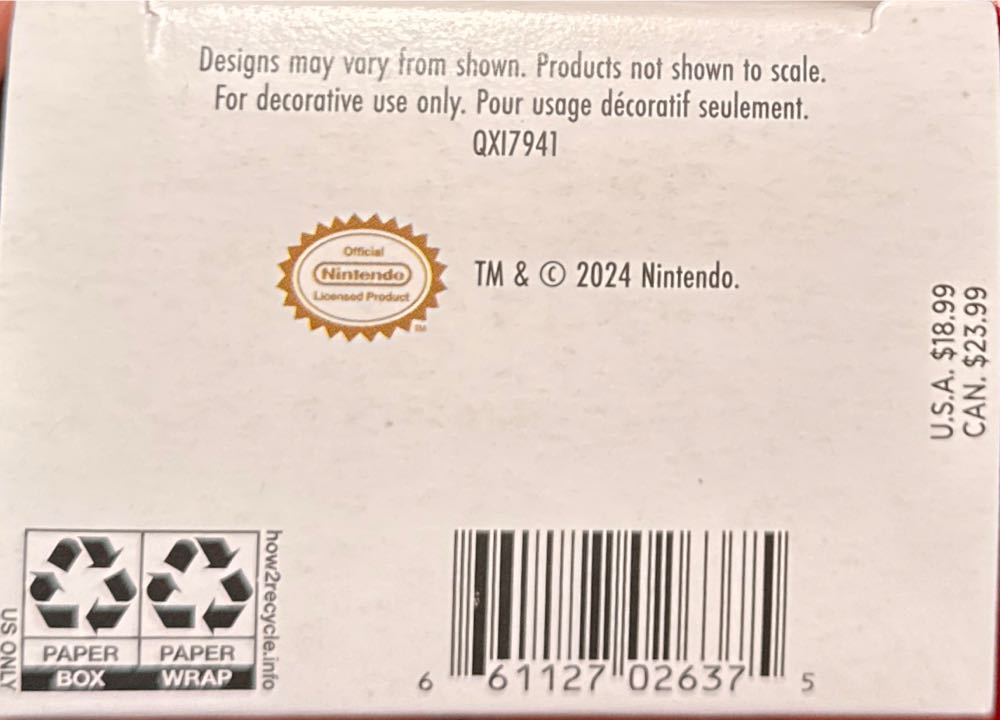 Designs may vary from shown. Products not shown to scale.
For decorative use only. Pour usage décoratif seulement.
QXI7941
Official
Nintendo
Licensed Product
TM
TM & © 2024 Nintendo.
U.S.A. $18.99
CAN. $23.99
US ONLY
PAPER
BOX
PAPER
WRAP
how2recycle.info
6 61127 02637 5